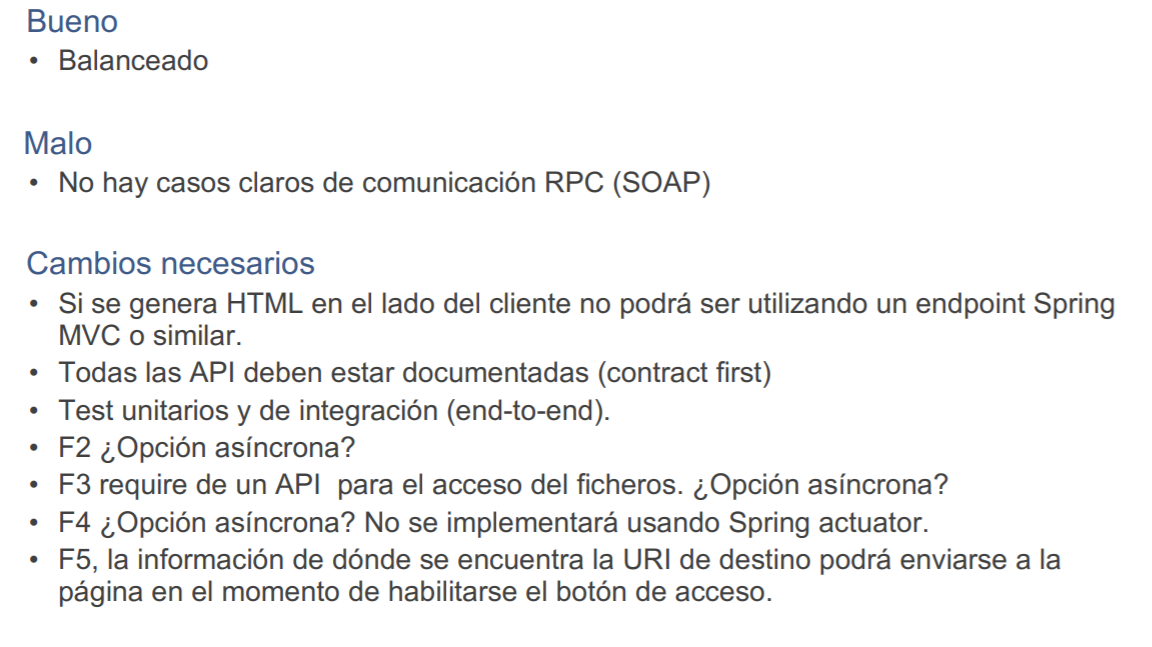 Bueno
• Balanceado
Malo
• No hay casos claros de comunicación RPC (SOAP)
Cambios necesarios
• Si se genera HTML en el lado del cliente no podrá ser utilizando un endpoint Spring
MVC o similar.
• Todas las API deben estar documentadas (contract first)
• Test unitarios y de integración (end-to-end).
• F2 ¿Opción asíncrona?
• F3 require de un API  para el acceso del ficheros. ¿Opción asíncrona?
• F4 ¿Opción asíncrona? No se implementará usando Spring actuator.
• F5, la información de dónde se encuentra la URI de destino podrá enviarse a la
página en el momento de habilitarse el botón de acceso.